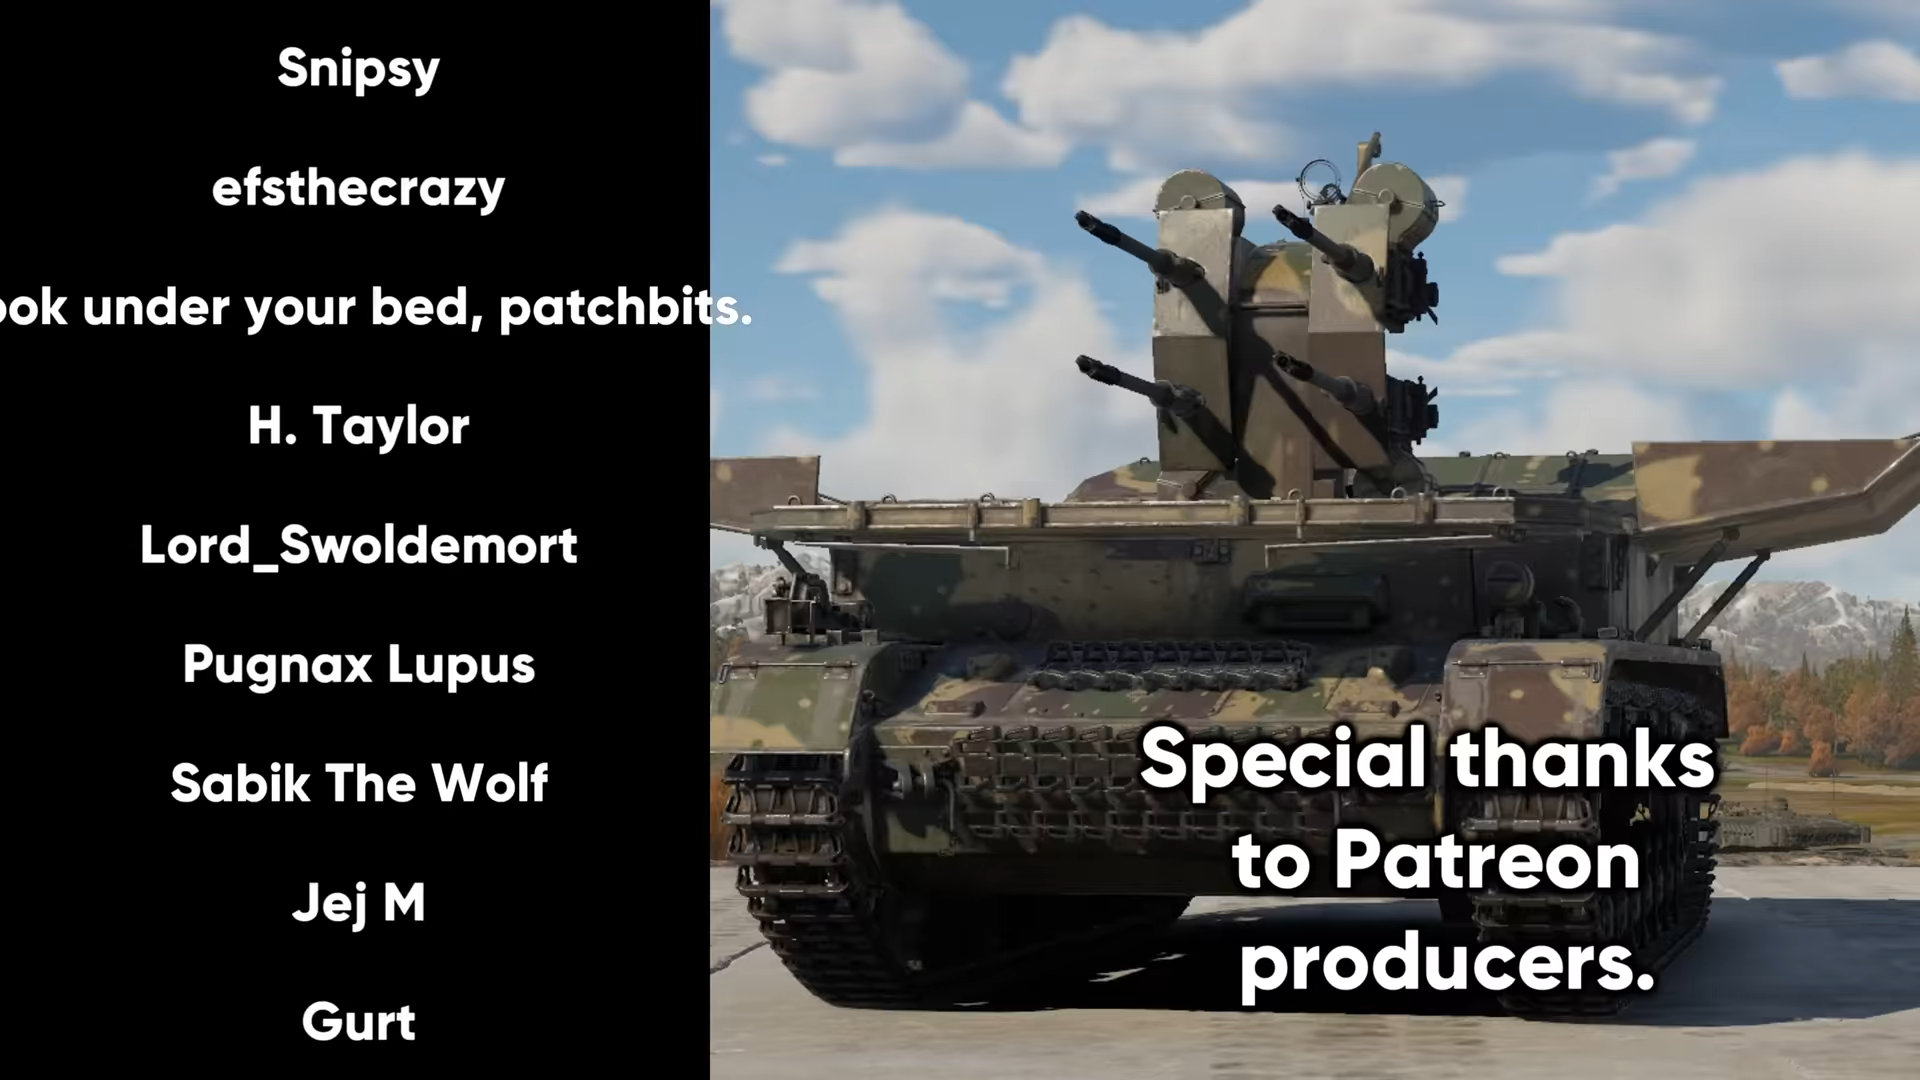 Snipsy
efsthecrazy
under your bed, patchbits.
H. Taylor
Lord_Swoldemort
Pugnax Lupus
Sabik The Wolf
Jej M
Gurt
Special thanks
to Patreon
producers.